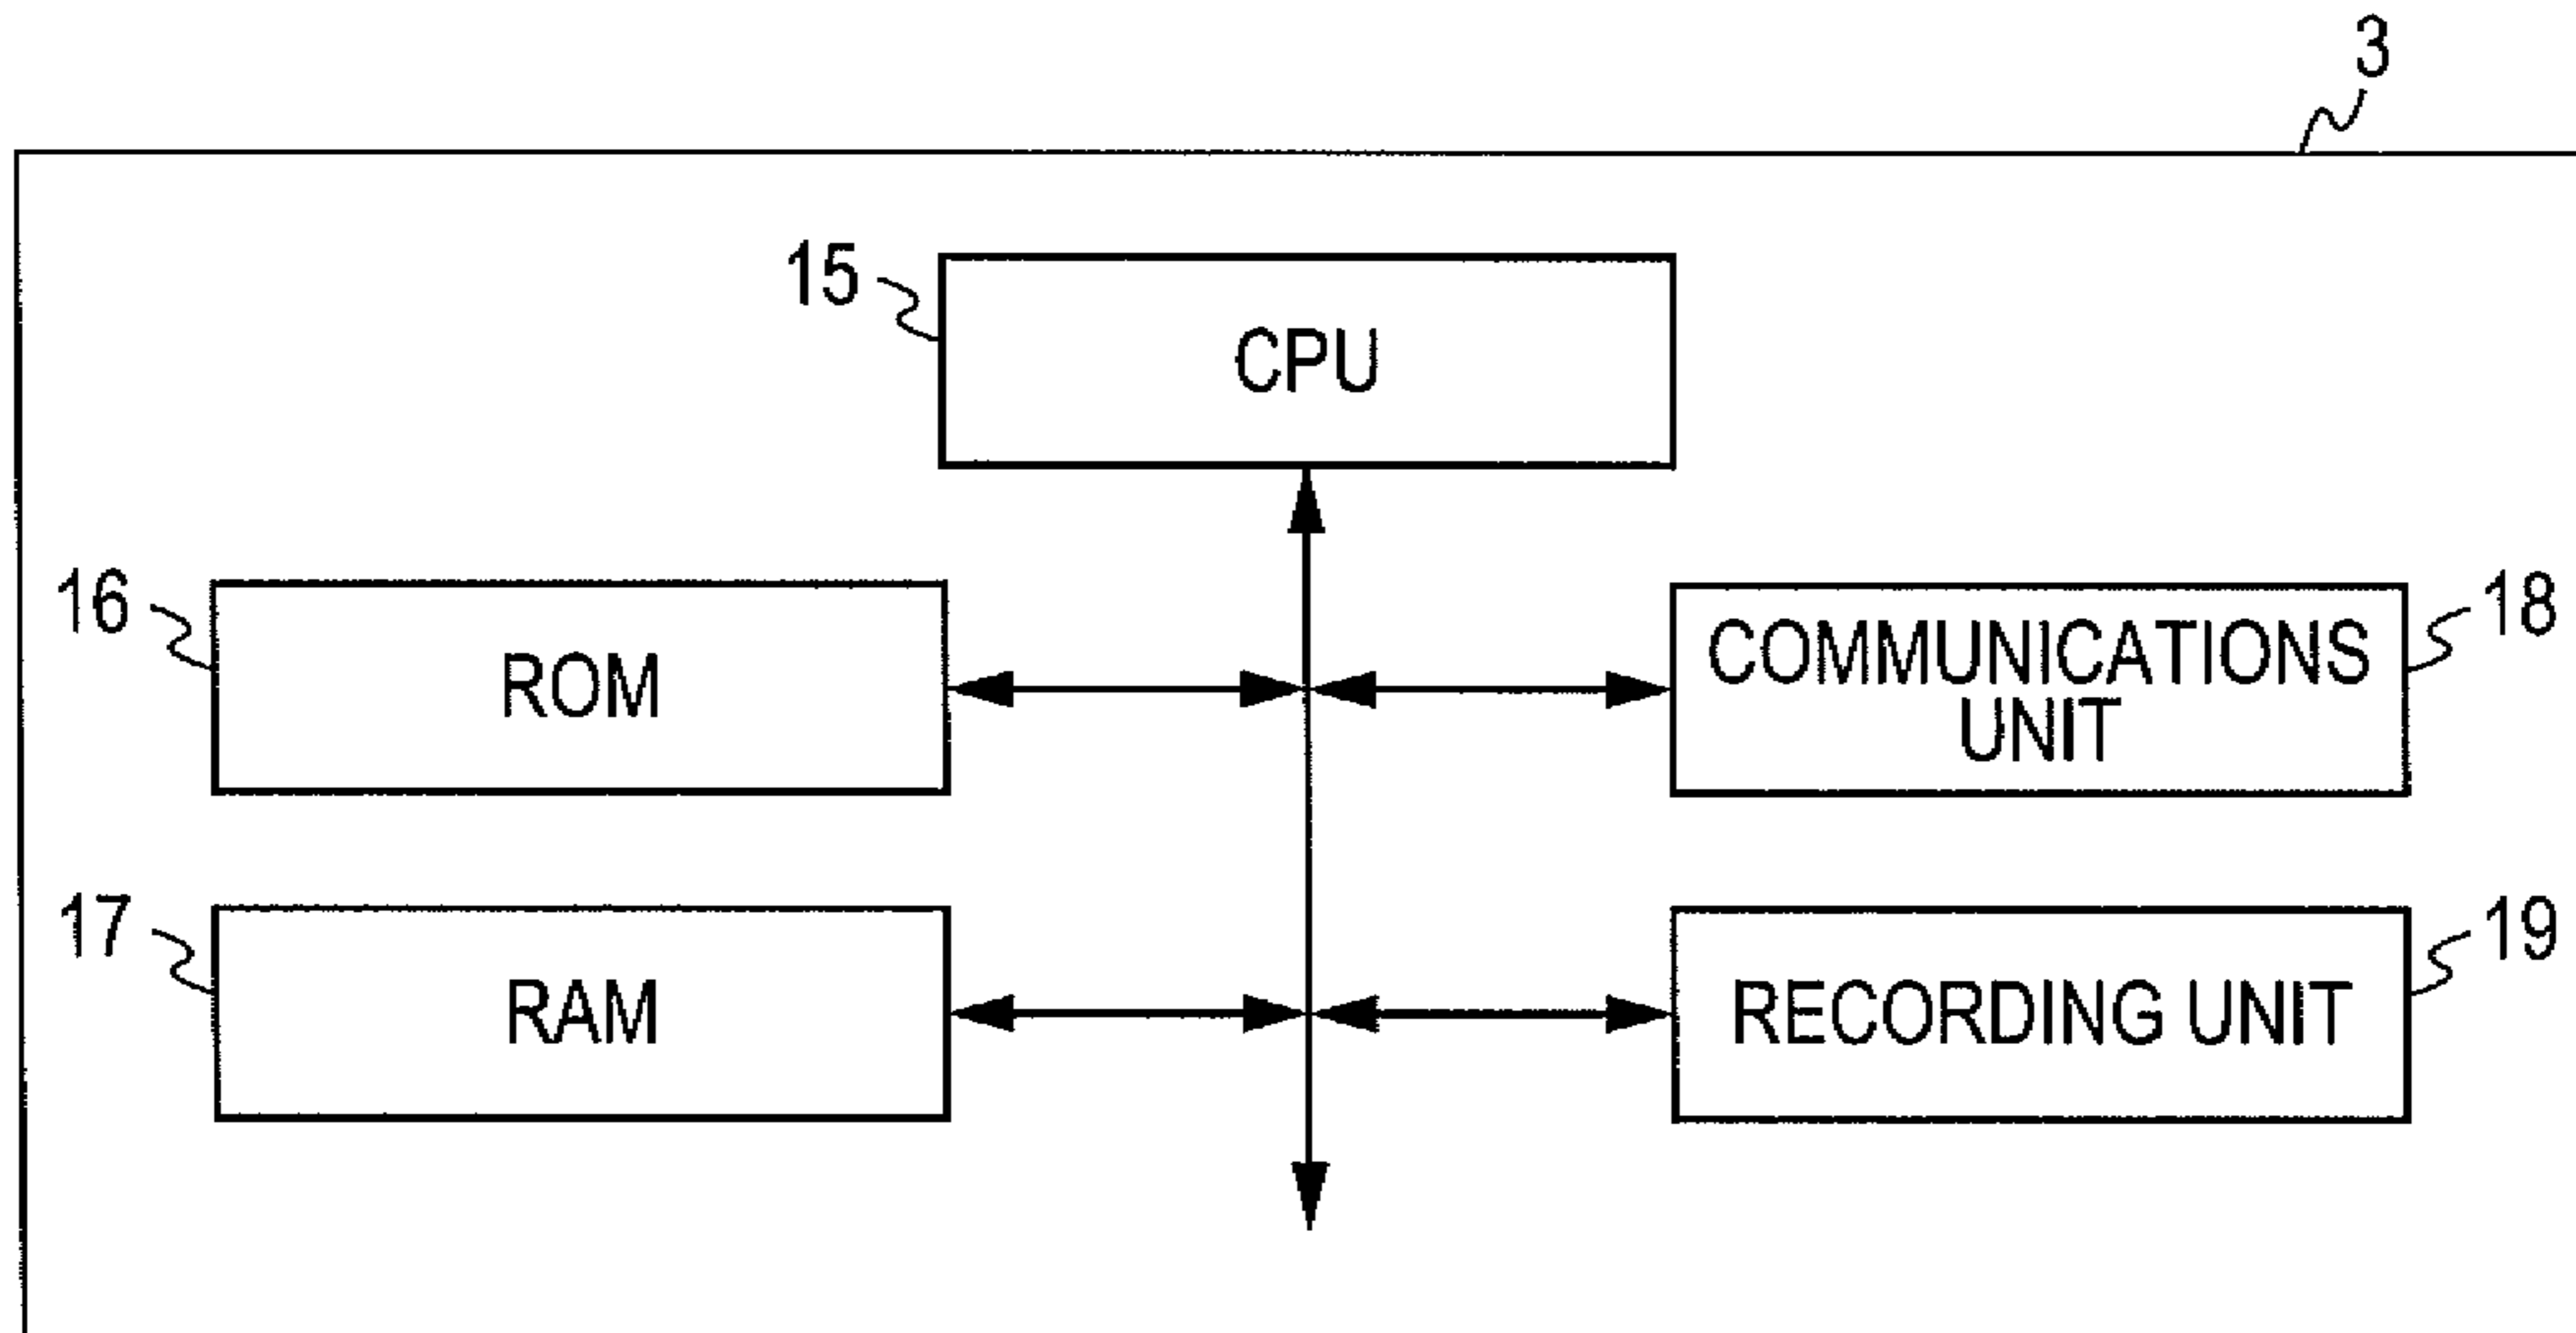 3
15
CPU
16
ROM
COMMUNICATIONS
UNIT
18
17
RAM
RECORDING UNIT
19